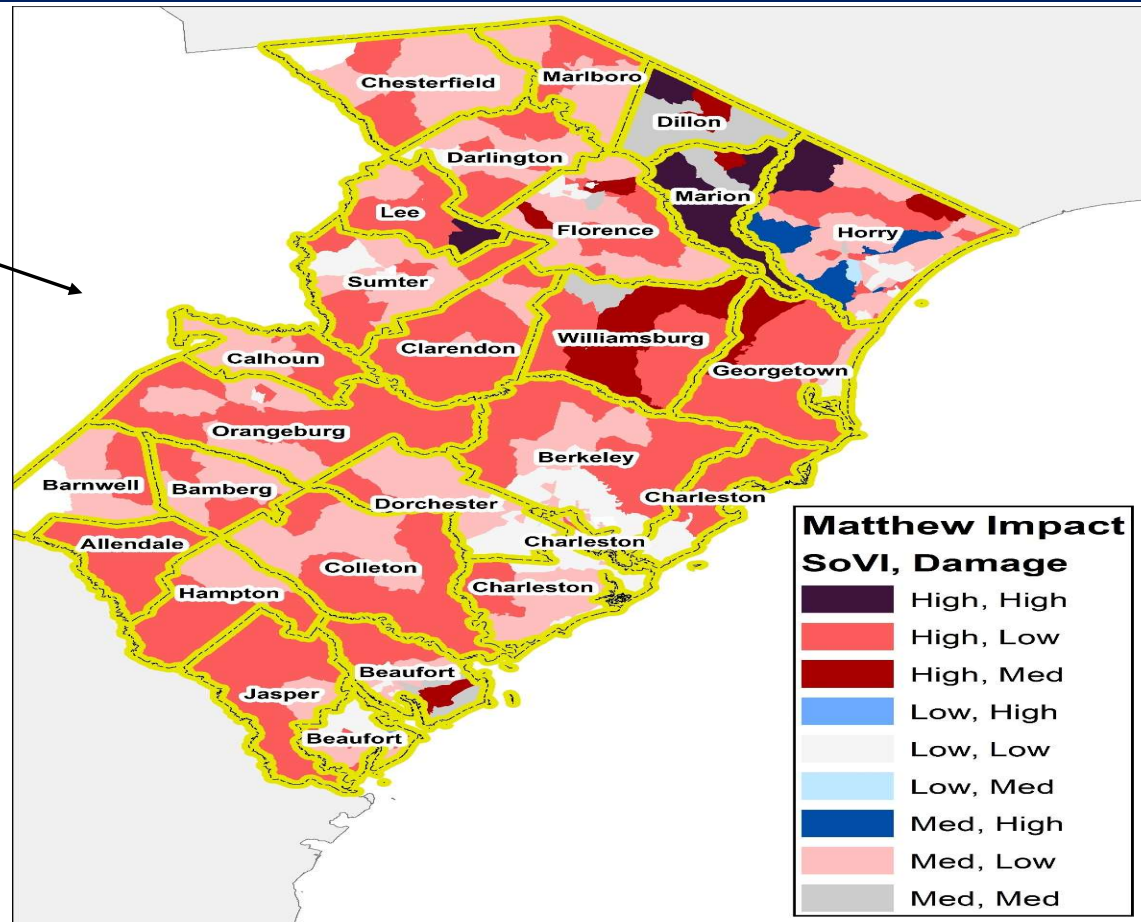 Chesterfield
Marlboro
Dillon
Darlington
Marion
Lee
Florence
Horry
Sumter
Williamsburg
Clarendon
Calhoun
Georgetown
Orangeburg
Berkeley
Barnwell
Bamberg
Dorchester
Charleston
Charleston
Allendale
Colleton
Charleston
Hampton
Beaufort
Jasper
Beaufort
Matthew Impact
SoVI, Damage
High, High
High, Low
High, Med
Low, High
Low, Low
Low, Med
Med, High
Med, Low
Med, Med